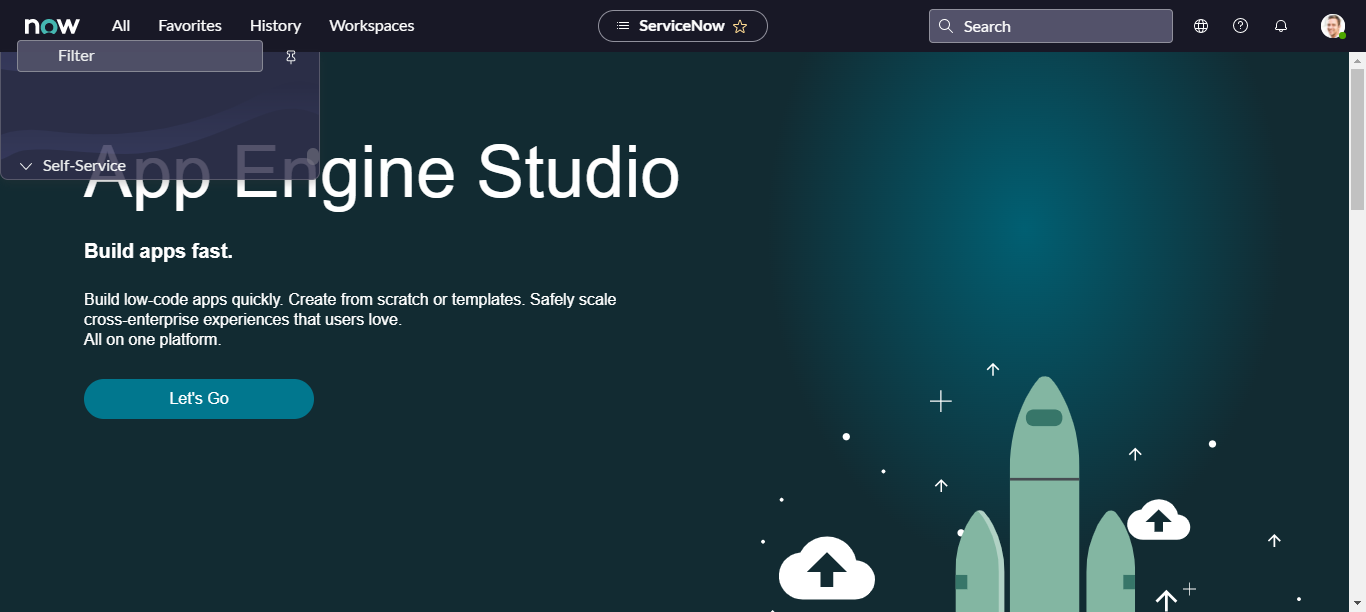 now
All
Favorites
History
Workspaces
ServiceNow
Search
Filter
Self-Service
App Engine Studio
Build apps fast.
Build low-code apps quickly. Create from scratch or templates. Safely scale
cross-enterprise experiences that users love.
All on one platform.
Let's Go